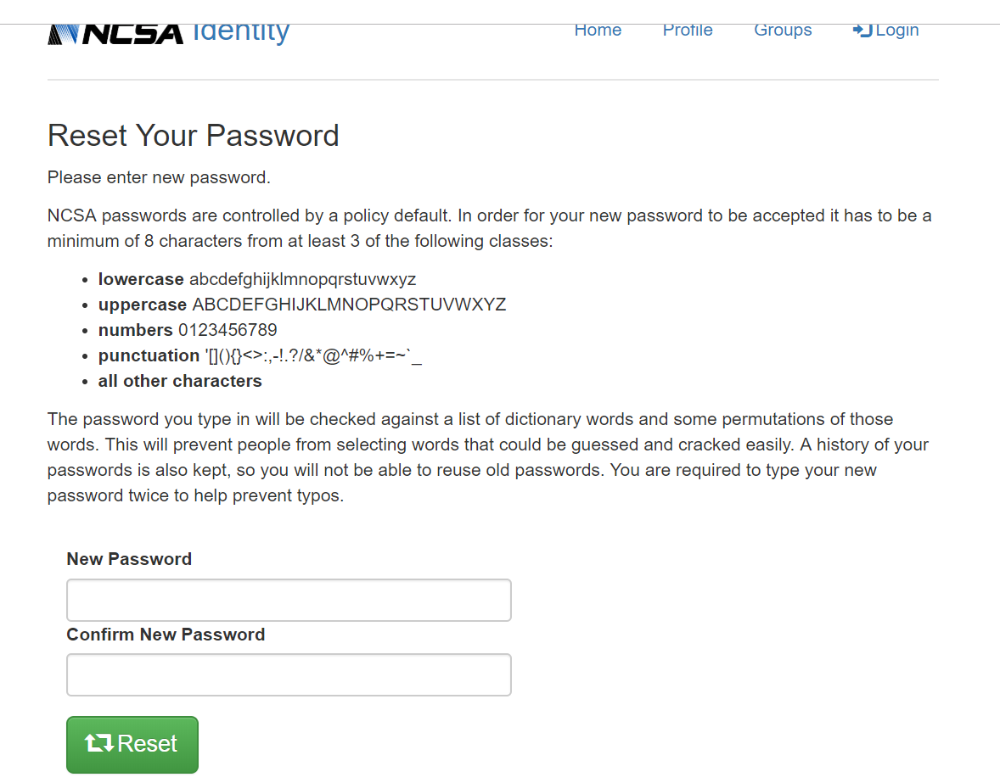 NCSA Identity Home Profile Groups Login
Reset Your Password
Please enter new password.
NCSA passwords are controlled by a policy default. In order for your new password to be accepted it has to be a
minimum of 8 characters from at least 3 of the following classes:
• lowercase abcdefghijklmnopqrstuvwxyz
• uppercase ABCDEFGHIJKLMNOPQRSTUVWXYZ
• numbers 0123456789
• punctuation '[](){}<>:,-!.?/&*@^#%+=~`_
• all other characters
The password you type in will be checked against a list of dictionary words and some permutations of those
words. This will prevent people from selecting words that could be guessed and cracked easily. A history of your
passwords is also kept, so you will not be able to reuse old passwords. You are required to type your new
password twice to help prevent typos.
New Password
Confirm New Password
Reset